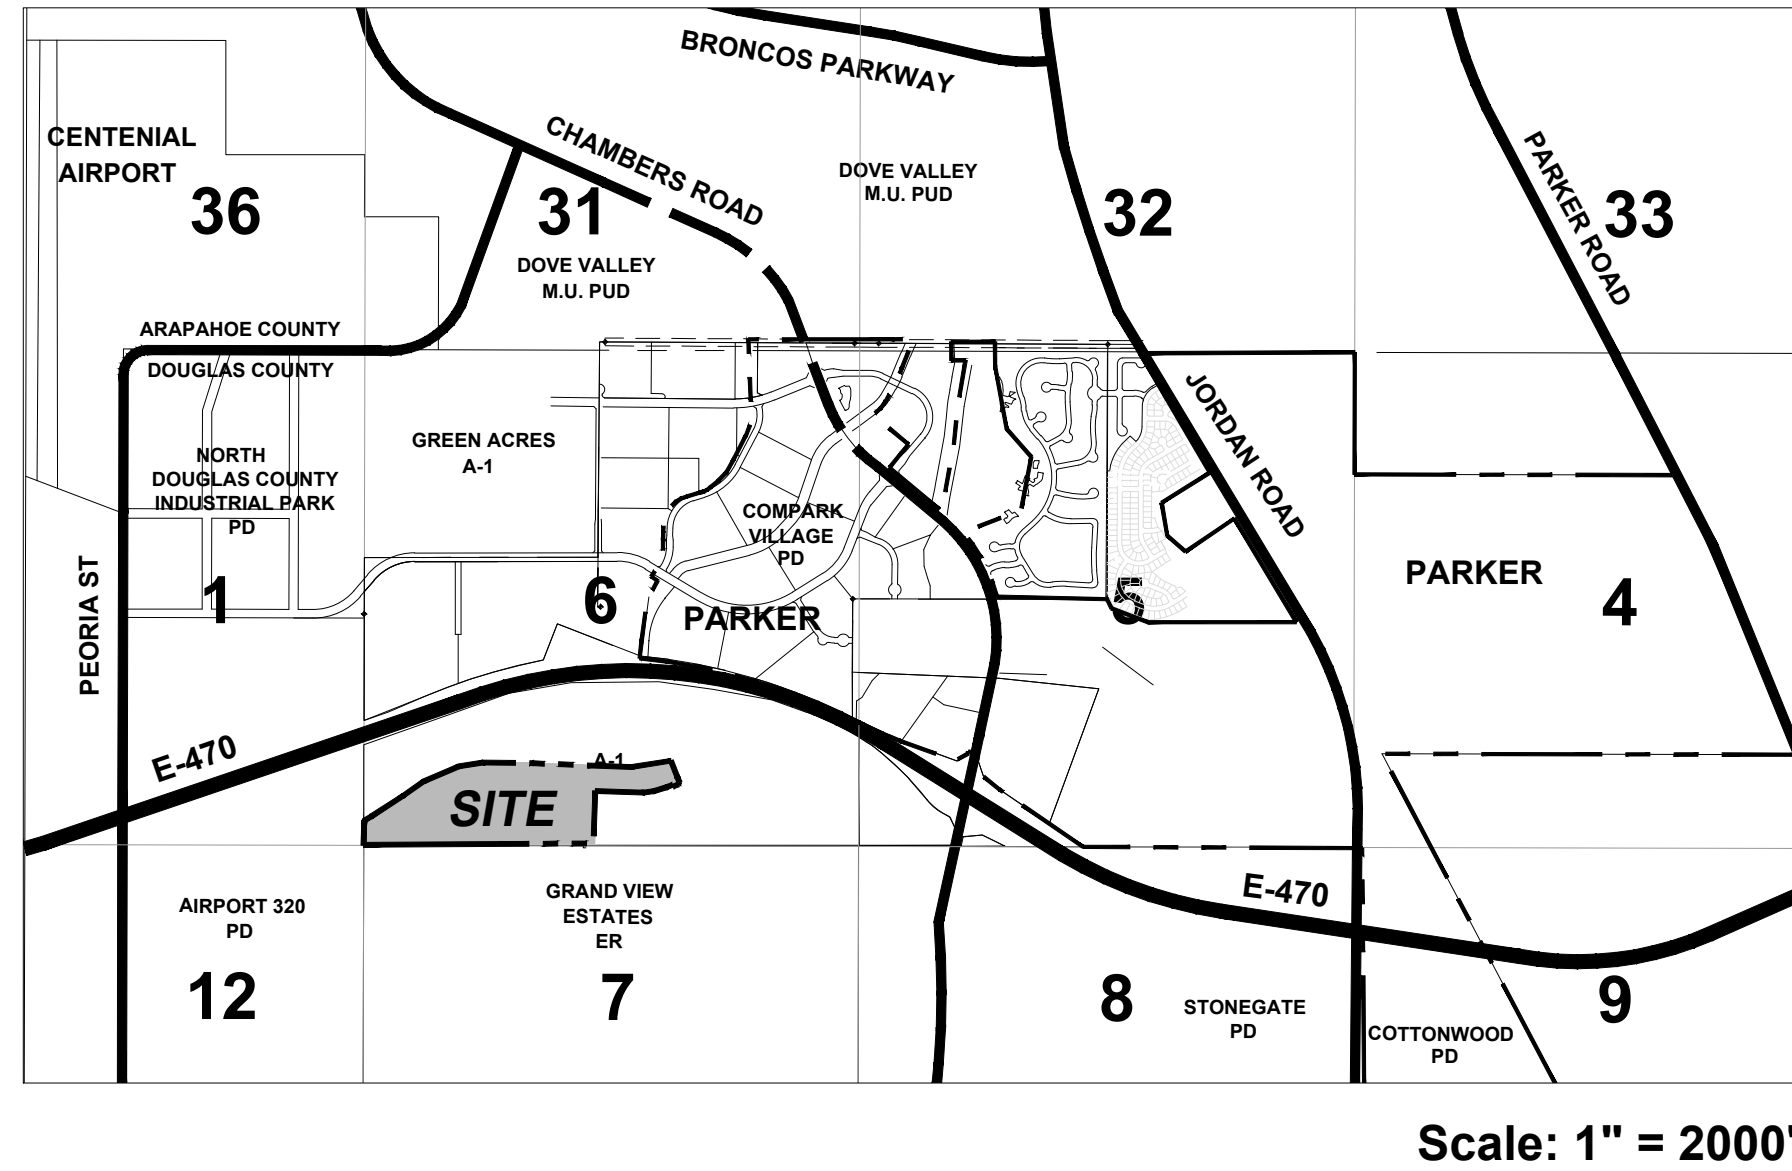 BRONCOS PARKWAY
CENTENIAL
AIRPORT
36
CHAMBERS ROAD
31
DOVE VALLEY
M.U. PUD
DOVE VALLEY
M.U. PUD
32
PARKER ROAD
33
ARAPAHOE COUNTY
DOUGLAS COUNTY
NORTH
DOUGLAS COUNTY
INDUSTRIAL PARK
PD
GREEN ACRES
A-1
COMPARK
VILLAGE
PD
JORDAN ROAD
PEORIA ST
1
6
PARKER
5
PARKER
4
E-470
A-1
SITE
AIRPORT 320
PD
12
GRAND VIEW
ESTATES
ER
7
E-470
8
STONEGATE
PD
9
COTTONWOOD
PD
Scale: 1" = 2000'